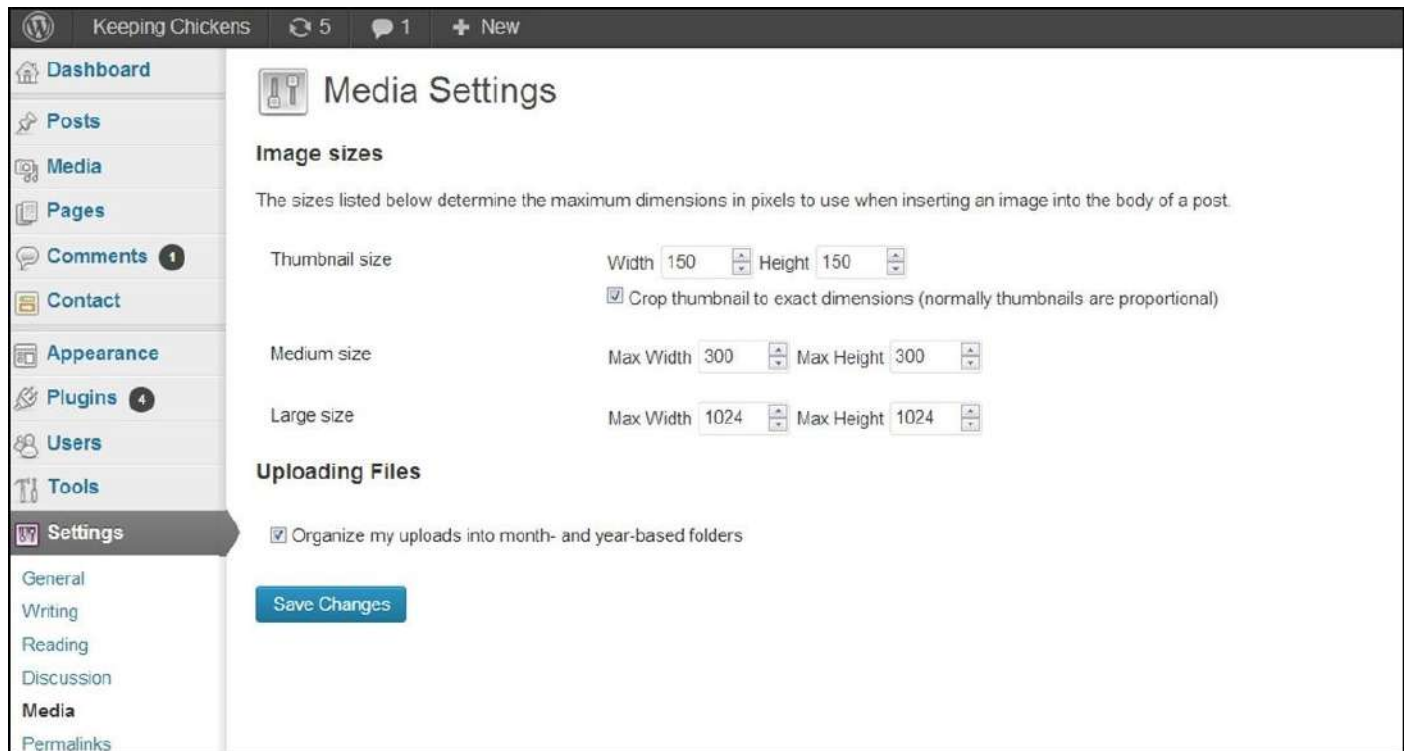 Keeping Chickens 5 1 New
Dashboard
Posts
Media
Pages
Comments 1
Contact
Appearance
Plugins 4
Users
Tools
Settings
General
Writing
Reading
Discussion
Media
Permalinks
Media Settings
Image sizes
The sizes listed below determine the maximum dimensions in pixels to use when inserting an image into the body of a post.
Thumbnail size Width 150 Height 150
Crop thumbnail to exact dimensions (normally thumbnails are proportional)
Medium size Max Width 300 Max Height 300
Large size Max Width 1024 Max Height 1024
Uploading Files
Organize my uploads into month- and year-based folders
Save Changes